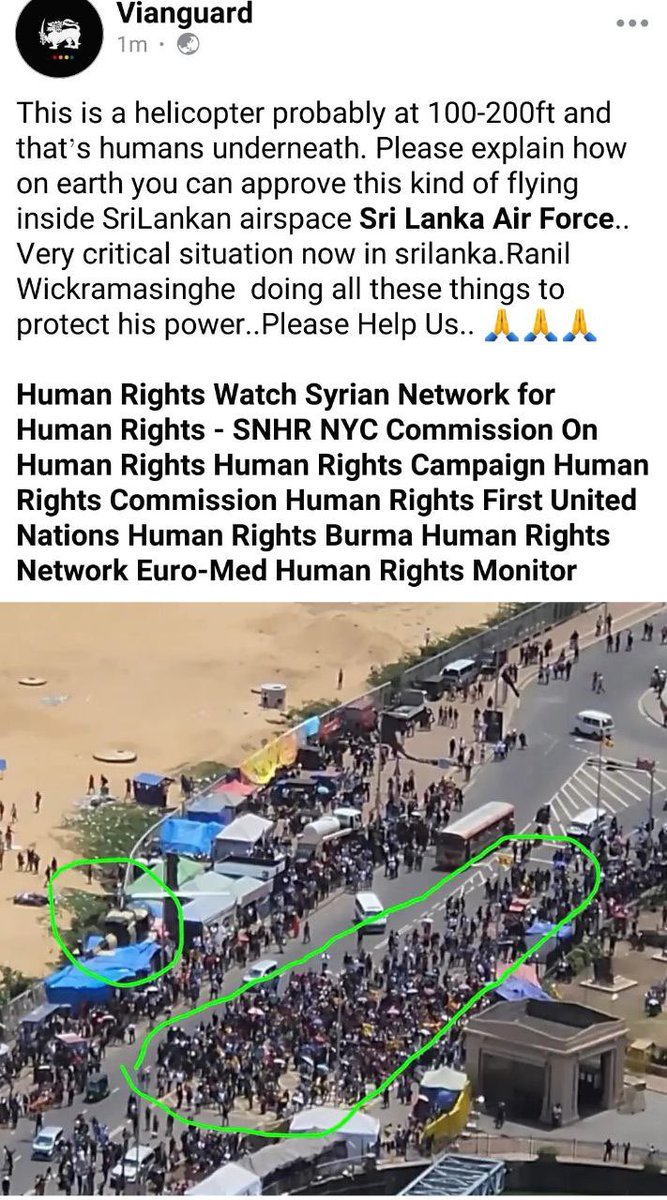 Vianguard
1m ·
This is a helicopter probably at 100-200ft and
that's humans underneath. Please explain how
on earth you can approve this kind of flying
inside SriLankan airspace Sri Lanka Air Force..
Very critical situation now in srilanka.Ranil
Wickramasinghe doing all these things to
protect his power..Please Help Us.. 🙏🙏🙏
Human Rights Watch Syrian Network for
Human Rights - SNHR NYC Commission On
Human Rights Human Rights Campaign Human
Rights Commission Human Rights First United
Nations Human Rights Burma Human Rights
Network Euro-Med Human Rights Monitor